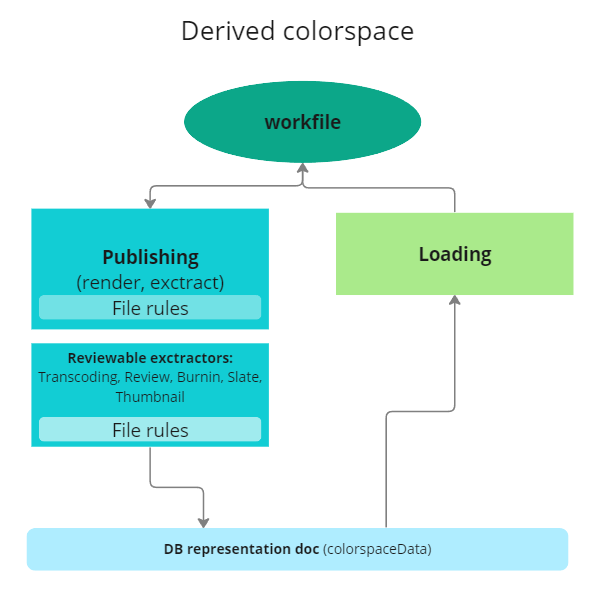 Derived colorspace
workfile
Publishing
(render, exctract)
File rules
Loading
Reviewable exctractors:
Transcoding, Review, Burnin, Slate,
Thumbnail
File rules
DB representation doc (colorspaceData)